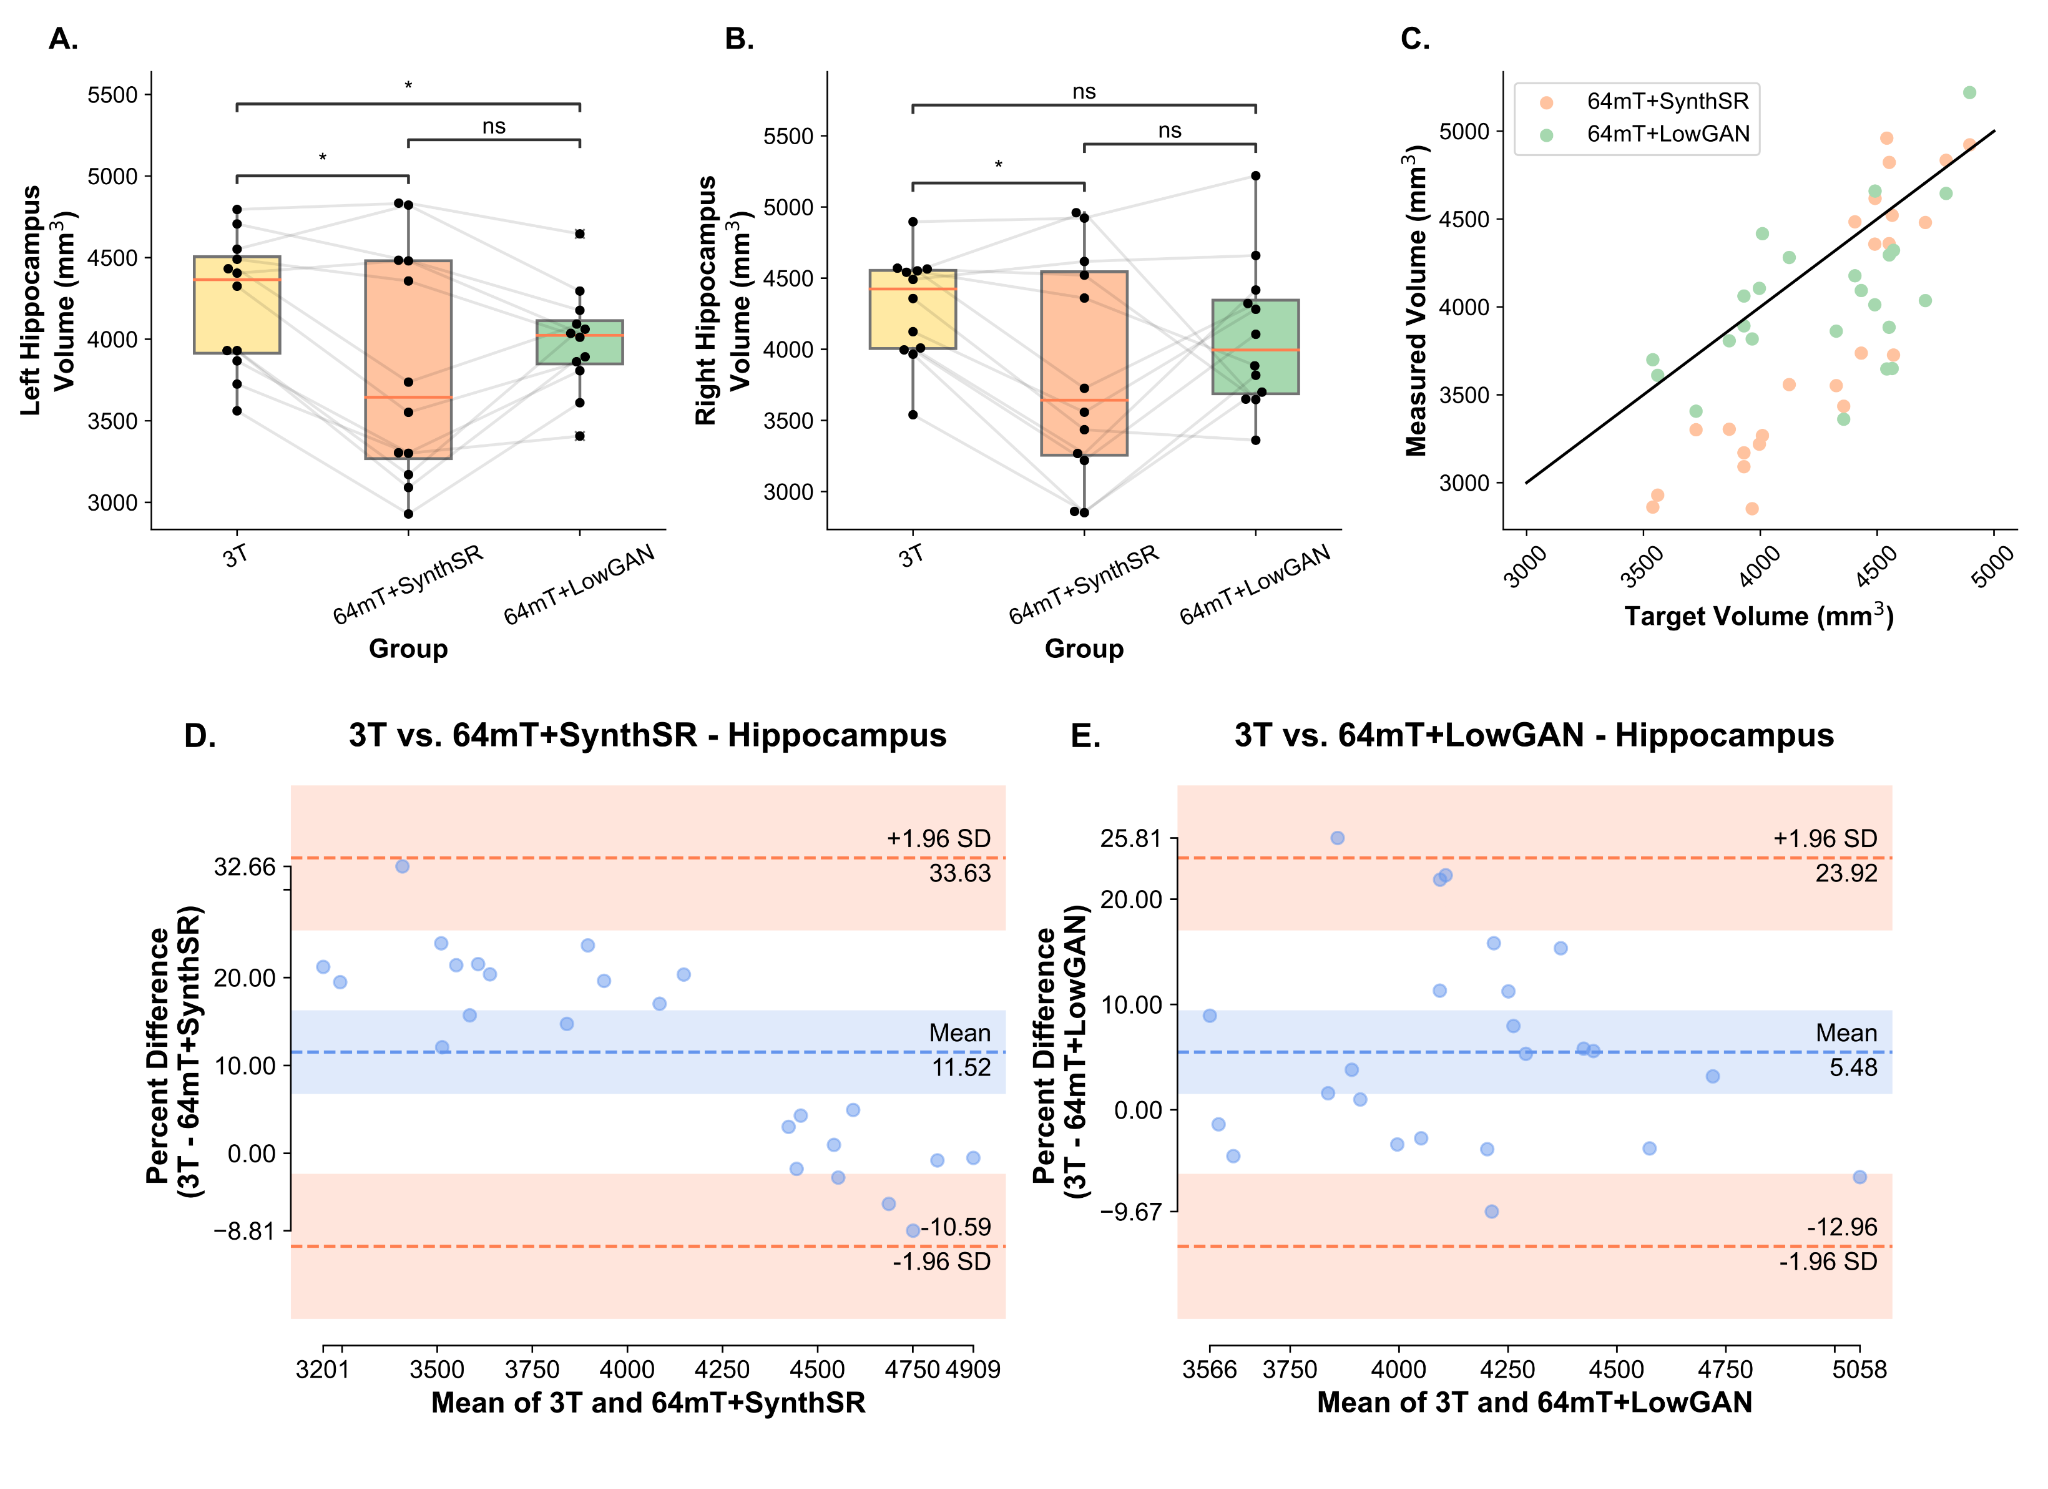 A.
5500
5000
4500
4000
3500
3000
Left Hippocampus
Volume (mm³)
*
ns
*
3T
64mT+SynthSR
64mT+LowGAN
Group
B.
5500
5000
4500
4000
3500
3000
Right Hippocampus
Volume (mm³)
ns
ns
*
3T
64mT+SynthSR
64mT+LowGAN
Group
C.
64mT+SynthSR
64mT+LowGAN
5000
4500
4000
3500
3000
Measured Volume (mm³)
3000
3500
4000
4500
5000
Target Volume (mm³)
D.
3T vs. 64mT+SynthSR - Hippocampus
Percent Difference
(3T - 64mT+SynthSR)
32.66
20.00
10.00
0.00
−8.81
+1.96 SD
33.63
Mean
11.52
-10.59
-1.96 SD
3201
3500
3750
4000
4250
4500
4750
4909
Mean of 3T and 64mT+SynthSR
E.
3T vs. 64mT+LowGAN - Hippocampus
Percent Difference
(3T - 64mT+LowGAN)
25.81
20.00
10.00
0.00
−9.67
+1.96 SD
23.92
Mean
5.48
-12.96
-1.96 SD
3566
3750
4000
4250
4500
4750
5058
Mean of 3T and 64mT+LowGAN